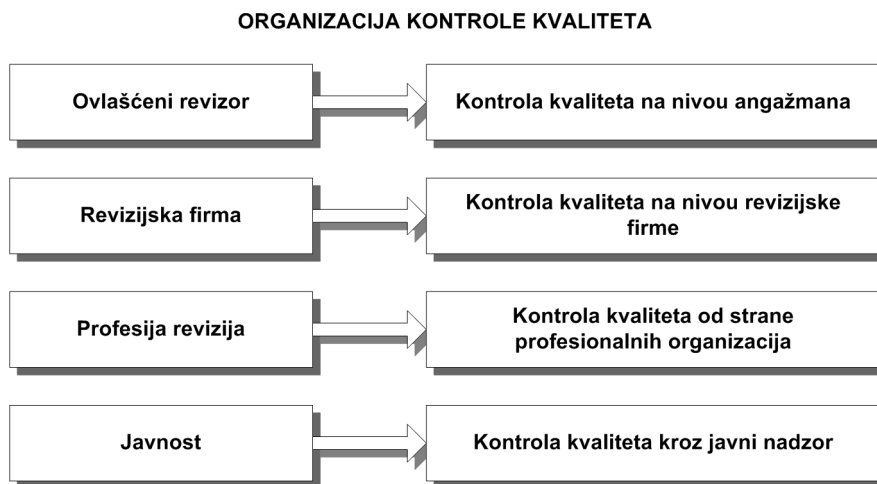 ORGANIZACIJA KONTROLE KVALITETA
Ovlašćeni revizor
Kontrola kvaliteta na nivou angažmana
Revizijska firma
Kontrola kvaliteta na nivou revizijske
firme
Profesija revizija
Kontrola kvaliteta od strane
profesionalnih organizacija
Javnost
Kontrola kvaliteta kroz javni nadzor